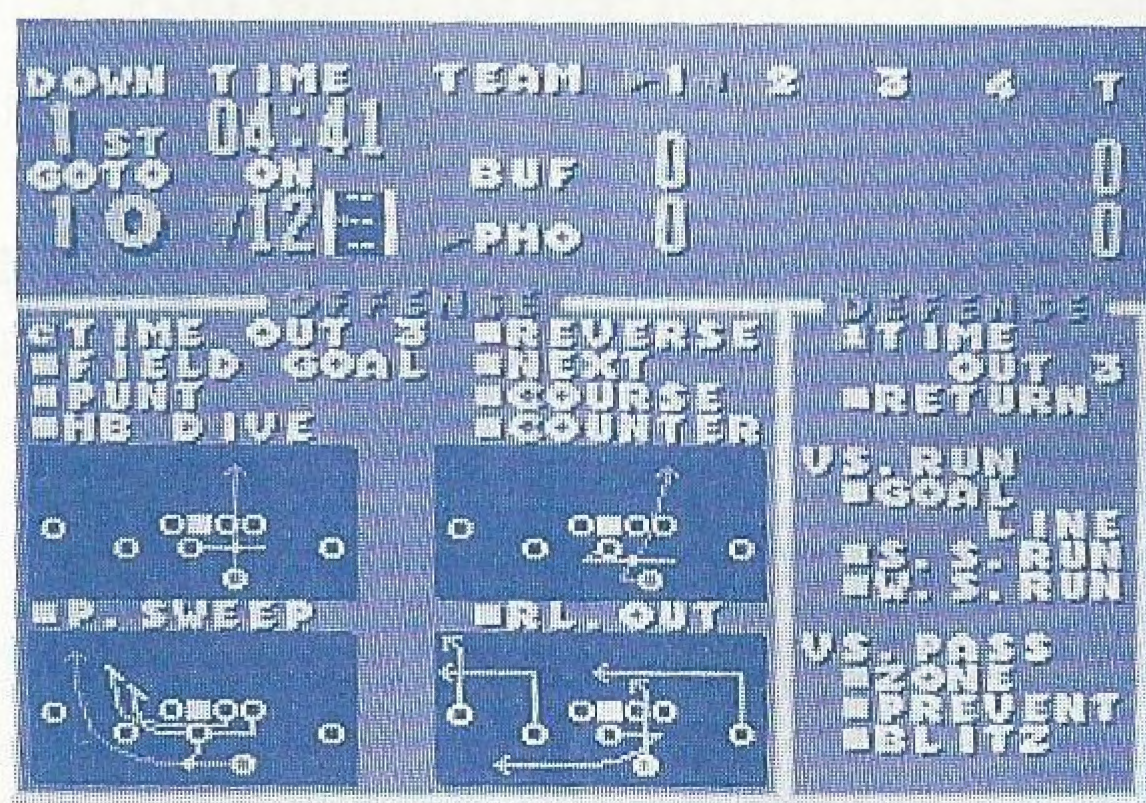 DOWN TIME TEAM 1 2 3 4 T
1 ST 04:41
GOTO ON BUF 0 0
10 12 PHO 0 0
OFFENSE
TIME OUT 3
FIELD GOAL
PUNT
HB DIVE
REVERSE
NEXT
COURSE
COUNTER
P. SWEEP
RL. OUT
DEFENSE
TIME
OUT 3
RETURN
VS. RUN
GOAL
LINE
S. S. RUN
W. S. RUN
VS. PASS
ZONE
PREVENT
BLITZ